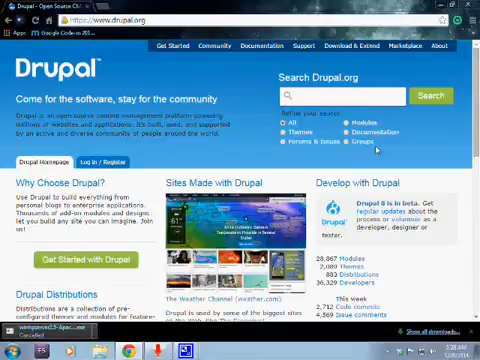 Drupal - Open Source CM
https://www.drupal.org
Apps
Google Code-in 201...
Get Started
Community
Documentation
Support
Download & Extend
Marketplace
About
Drupal™
Come for the software, stay for the community
Drupal is an open source content management platform powering
millions of websites and applications. It's built, used, and supported
by an active and diverse community of people around the world.
Search Drupal.org
Search
Refine your search
All
Modules
Themes
Documentation
Forums & Issues
Groups
Drupal Homepage
Log in / Register
Why Choose Drupal?
Use Drupal to build everything from
personal blogs to enterprise applications.
Thousands of add-on modules and designs
let you build any site you can imagine. Join
us!
Get Started with Drupal
Drupal Distributions
Distributions are a collection of pre-
configured themes and modules for feature-
Sites Made with Drupal
The Weather Channel (weather.com)
Drupal is used by some of the biggest sites
Develop with Drupal
Drupal
Drupal 8 is in beta. Get
regular updates about the
process or volunteer as a
developer, designer or
tester.
28,867 Modules
2,089 Themes
883 Distributions
36,329 Developers
This week
2,712 Code commits
4,569 Issue comments
Cancelled
Show all downloads...
2:28 AM